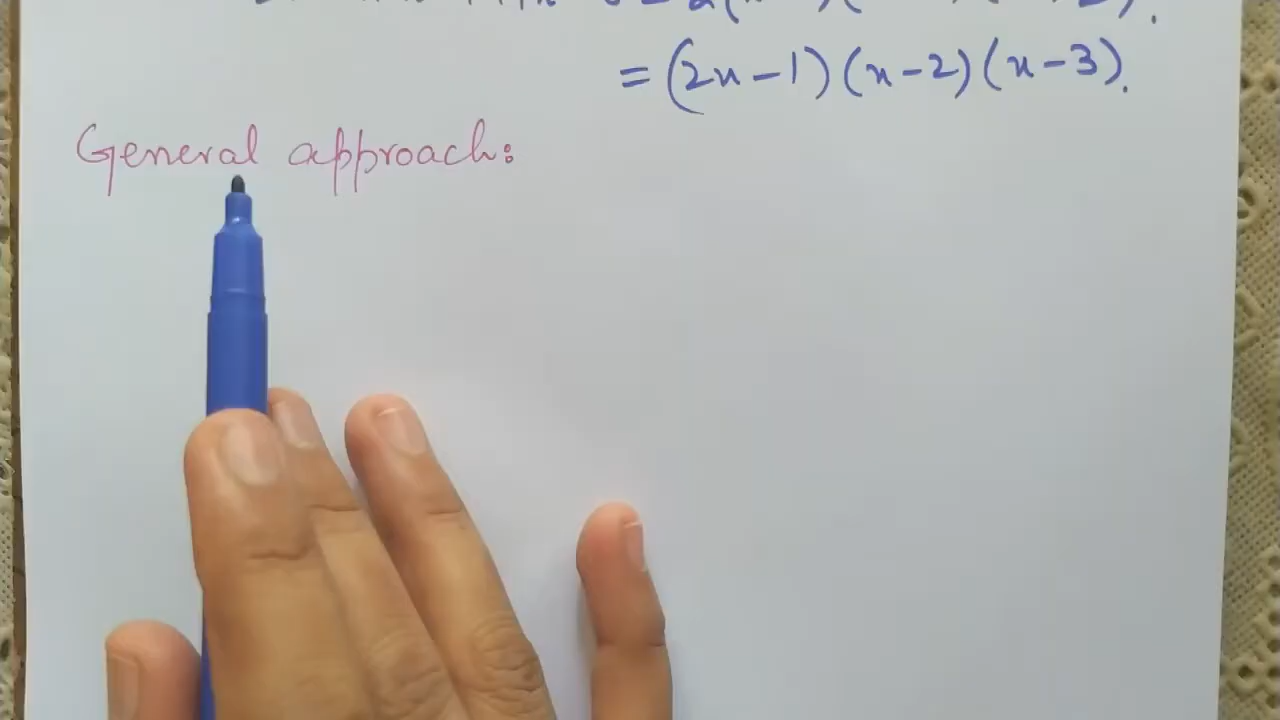 = (2x-1)(x-2)(x-3).
General approach: